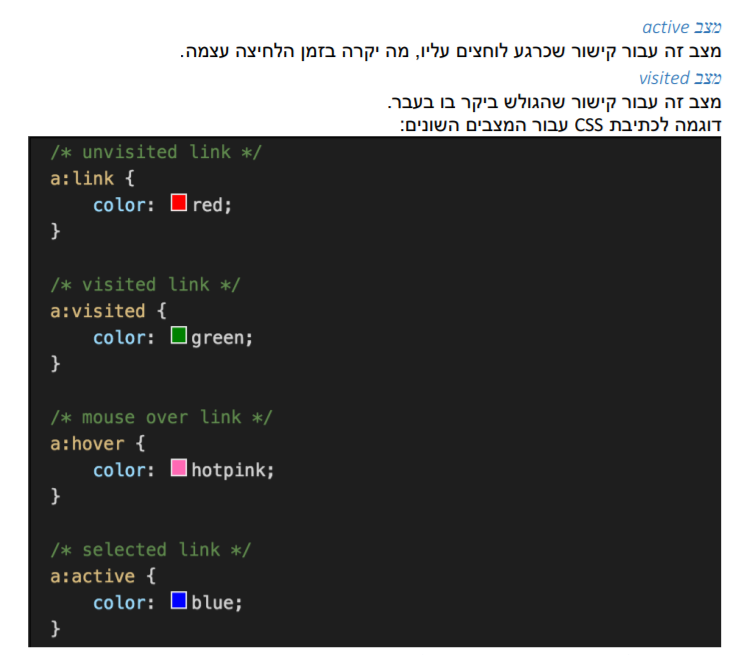 מצב active
מצב זה עבור קישור שכרגע לוחצים עליו, מה יקרה בזמן הלחיצה עצמה.
מצב visited
מצב זה עבור קישור שהגולש ביקר בו בעבר.
דוגמה לכתיבת CSS עבור המצבים השונים:
/* unvisited link */
a:link {
    color: red;
}

/* visited link */
a:visited {
    color: green;
}

/* mouse over link */
a:hover {
    color: hotpink;
}

/* selected link */
a:active {
    color: blue;
}